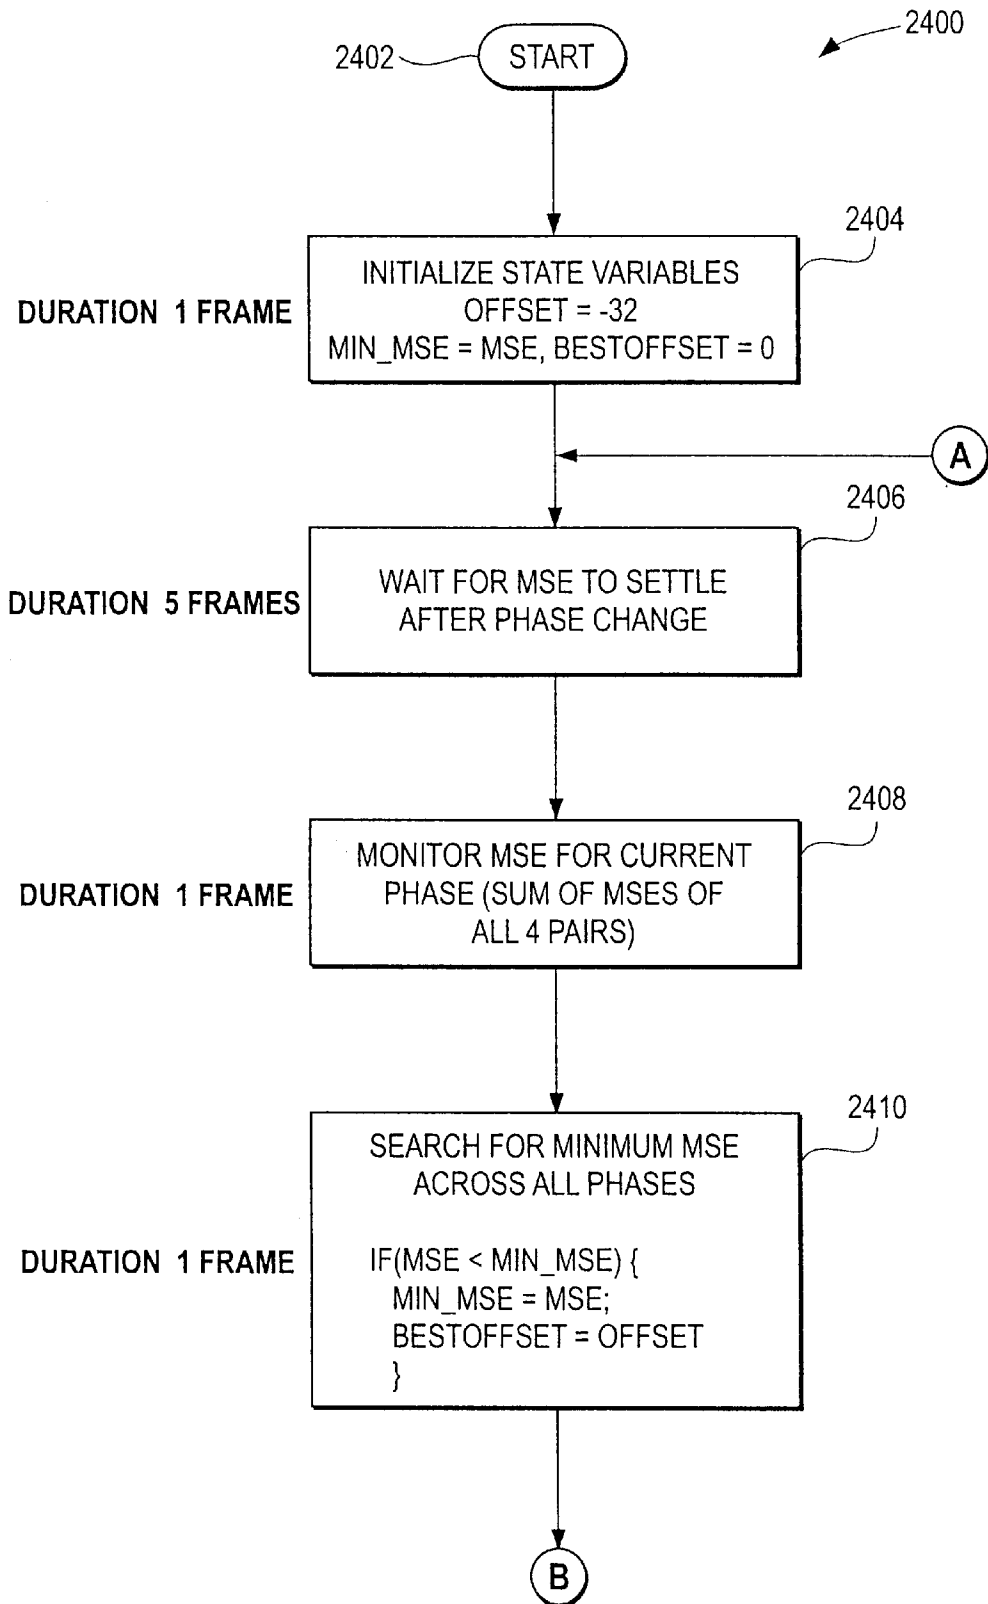 2400
2402
START
2404
DURATION 1 FRAME
INITIALIZE STATE VARIABLES
OFFSET = -32
MIN_MSE = MSE, BESTOFFSET = 0
A
2406
DURATION 5 FRAMES
WAIT FOR MSE TO SETTLE
AFTER PHASE CHANGE
2408
DURATION 1 FRAME
MONITOR MSE FOR CURRENT
PHASE (SUM OF MSES OF
ALL 4 PAIRS)
2410
SEARCH FOR MINIMUM MSE
ACROSS ALL PHASES
DURATION 1 FRAME
IF(MSE < MIN_MSE) {
MIN_MSE = MSE;
BESTOFFSET = OFFSET
}
B